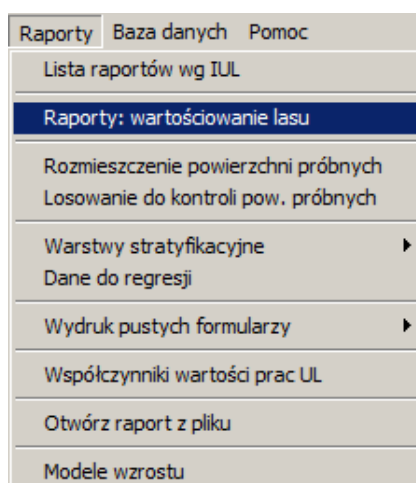 Raporty Baza danych Pomoc
Lista raportów wg IUL
Raporty: wartościowanie lasu
Rozmieszczenie powierzchni próbnych
Losowanie do kontroli pow. próbnych
Warstwy stratyfikacyjne
Dane do regresji
Wydruk pustych formularzy
Współczynniki wartości prac UL
Otwórz raport z pliku
Modele wzrostu